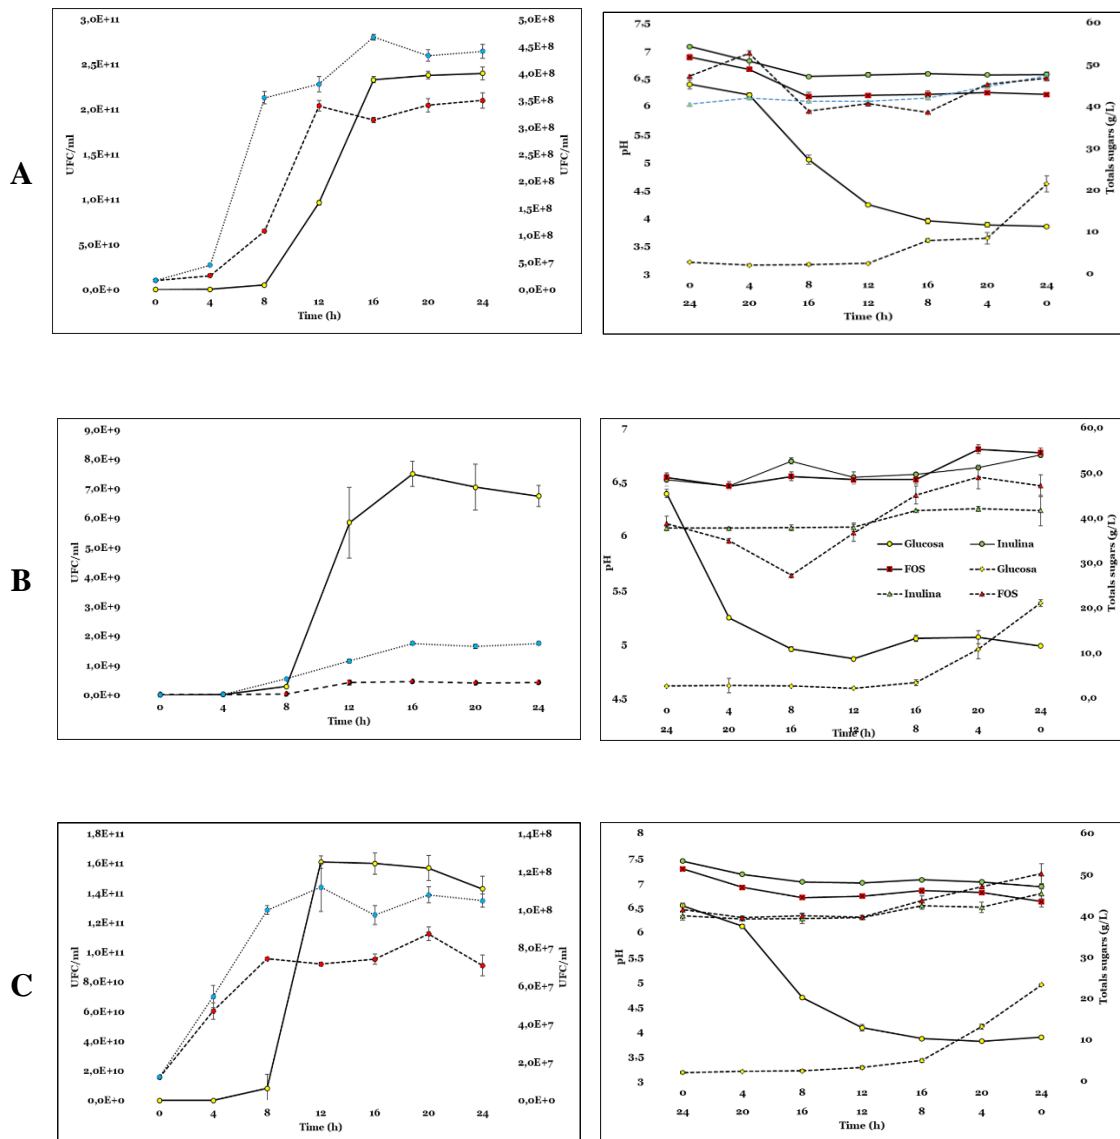 A
3,0E+11
2,5E+11
2,0E+11
1,5E+11
1,0E+11
5,0E+10
0,0E+0
UFC/ml
5,0E+8
4,5E+8
4,0E+8
3,5E+8
3,0E+8
2,5E+8
2,0E+8
1,5E+8
1,0E+8
5,0E+7
0,0E+0
UFC/ml
0 4 8 12 16 20 24
Time (h)
7,5
7
6,5
6
5,5
5
4,5
4
3,5
3
pH
60
50
40
30
20
10
0
Totals sugars (g/L)
0 4 8 12 16 20 24
24 20 16 12 8 4 0
Time (h)
B
9,0E+9
8,0E+9
7,0E+9
6,0E+9
5,0E+9
4,0E+9
3,0E+9
2,0E+9
1,0E+9
0,0E+0
UFC/ml
0 4 8 12 16 20 24
Time (h)
7
6,5
6
5,5
5
4,5
pH
60,0
50,0
40,0
30,0
20,0
10,0
0,0
Totals sugars (g/L)
Glucosa Inulina
FOS Glucosa
Inulina FOS
0 4 8 12 16 20 24
24 20 16 12 8 4 0
Time (h)
C
1,8E+11
1,6E+11
1,4E+11
1,2E+11
1,0E+11
8,0E+10
6,0E+10
4,0E+10
2,0E+10
0,0E+0
UFC/ml
1,4E+8
1,2E+8
1,0E+8
8,0E+7
6,0E+7
4,0E+7
2,0E+7
0,0E+0
UFC/ml
0 4 8 12 16 20 24
Time (h)
8
7,5
7
6,5
6
5,5
5
4,5
4
3,5
3
pH
60
50
40
30
20
10
0
Totals sugars (g/L)
0 4 8 12 16 20 24
24 20 16 12 8 4 0
Time (h)